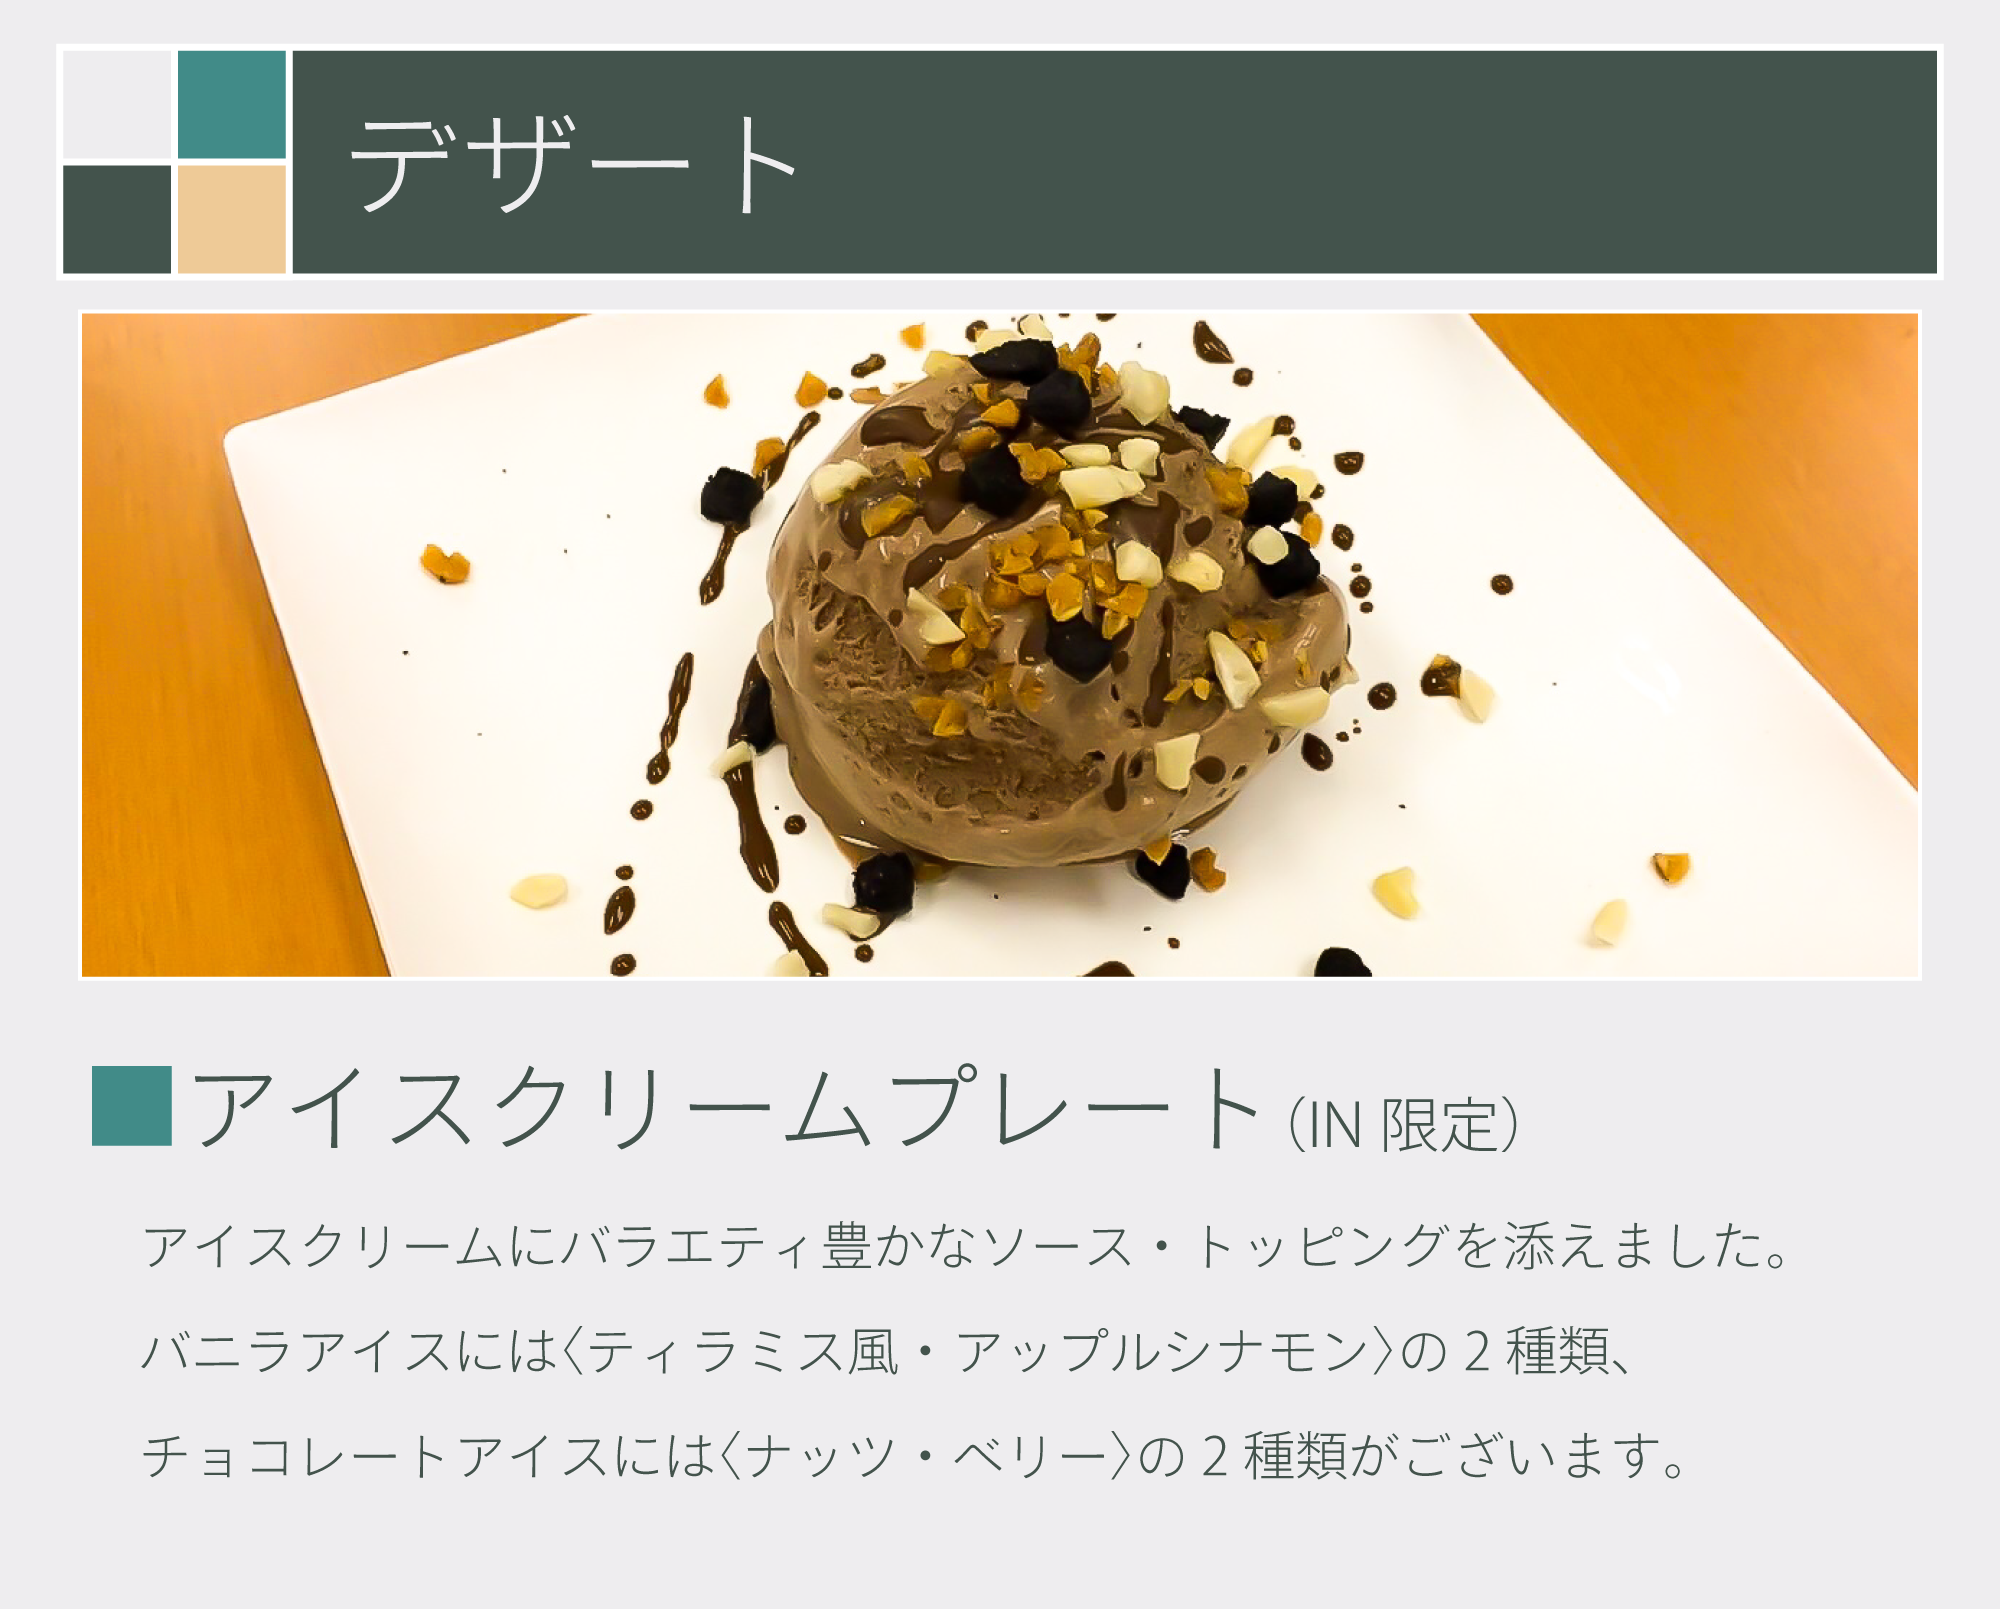 デザート
■アイスクリームプレート（IN 限定）
アイスクリームにバラエティ豊かなソース・トッピングを添えました。
バニラアイスには〈ティラミス風・アップルシナモン〉の 2 種類、
チョコレートアイスには〈ナッツ・ベリー〉の 2 種類がございます。